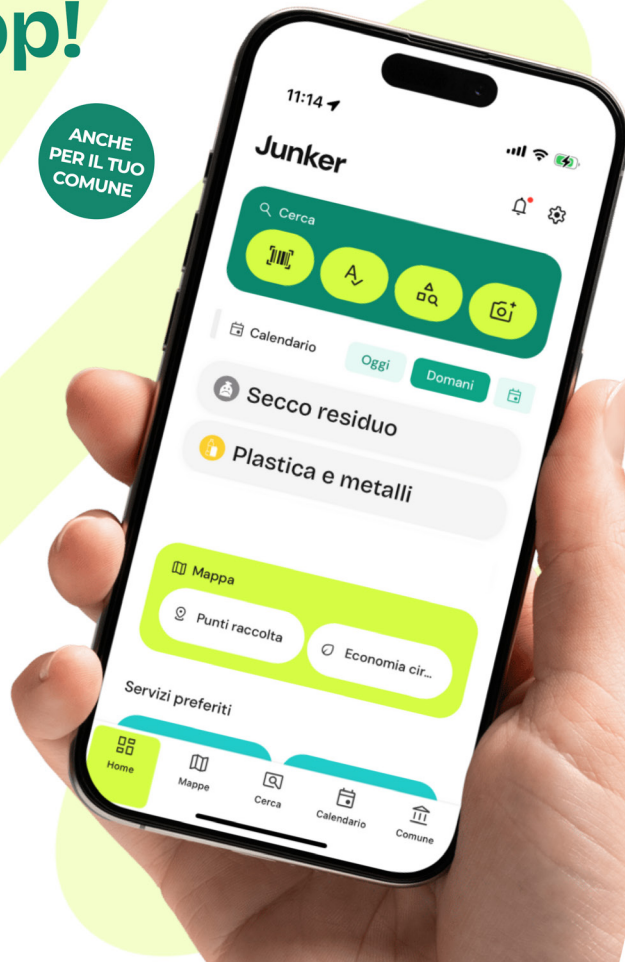 pp!
ANCHE
PER IL TUO
COMUNE
11:14
Junker
Cerca
Calendario
Oggi
Domani
Secco residuo
Plastica e metalli
Mappa
Punti raccolta
Economia cir...
Servizi preferiti
Home
Mappe
Cerca
Calendario
Comune